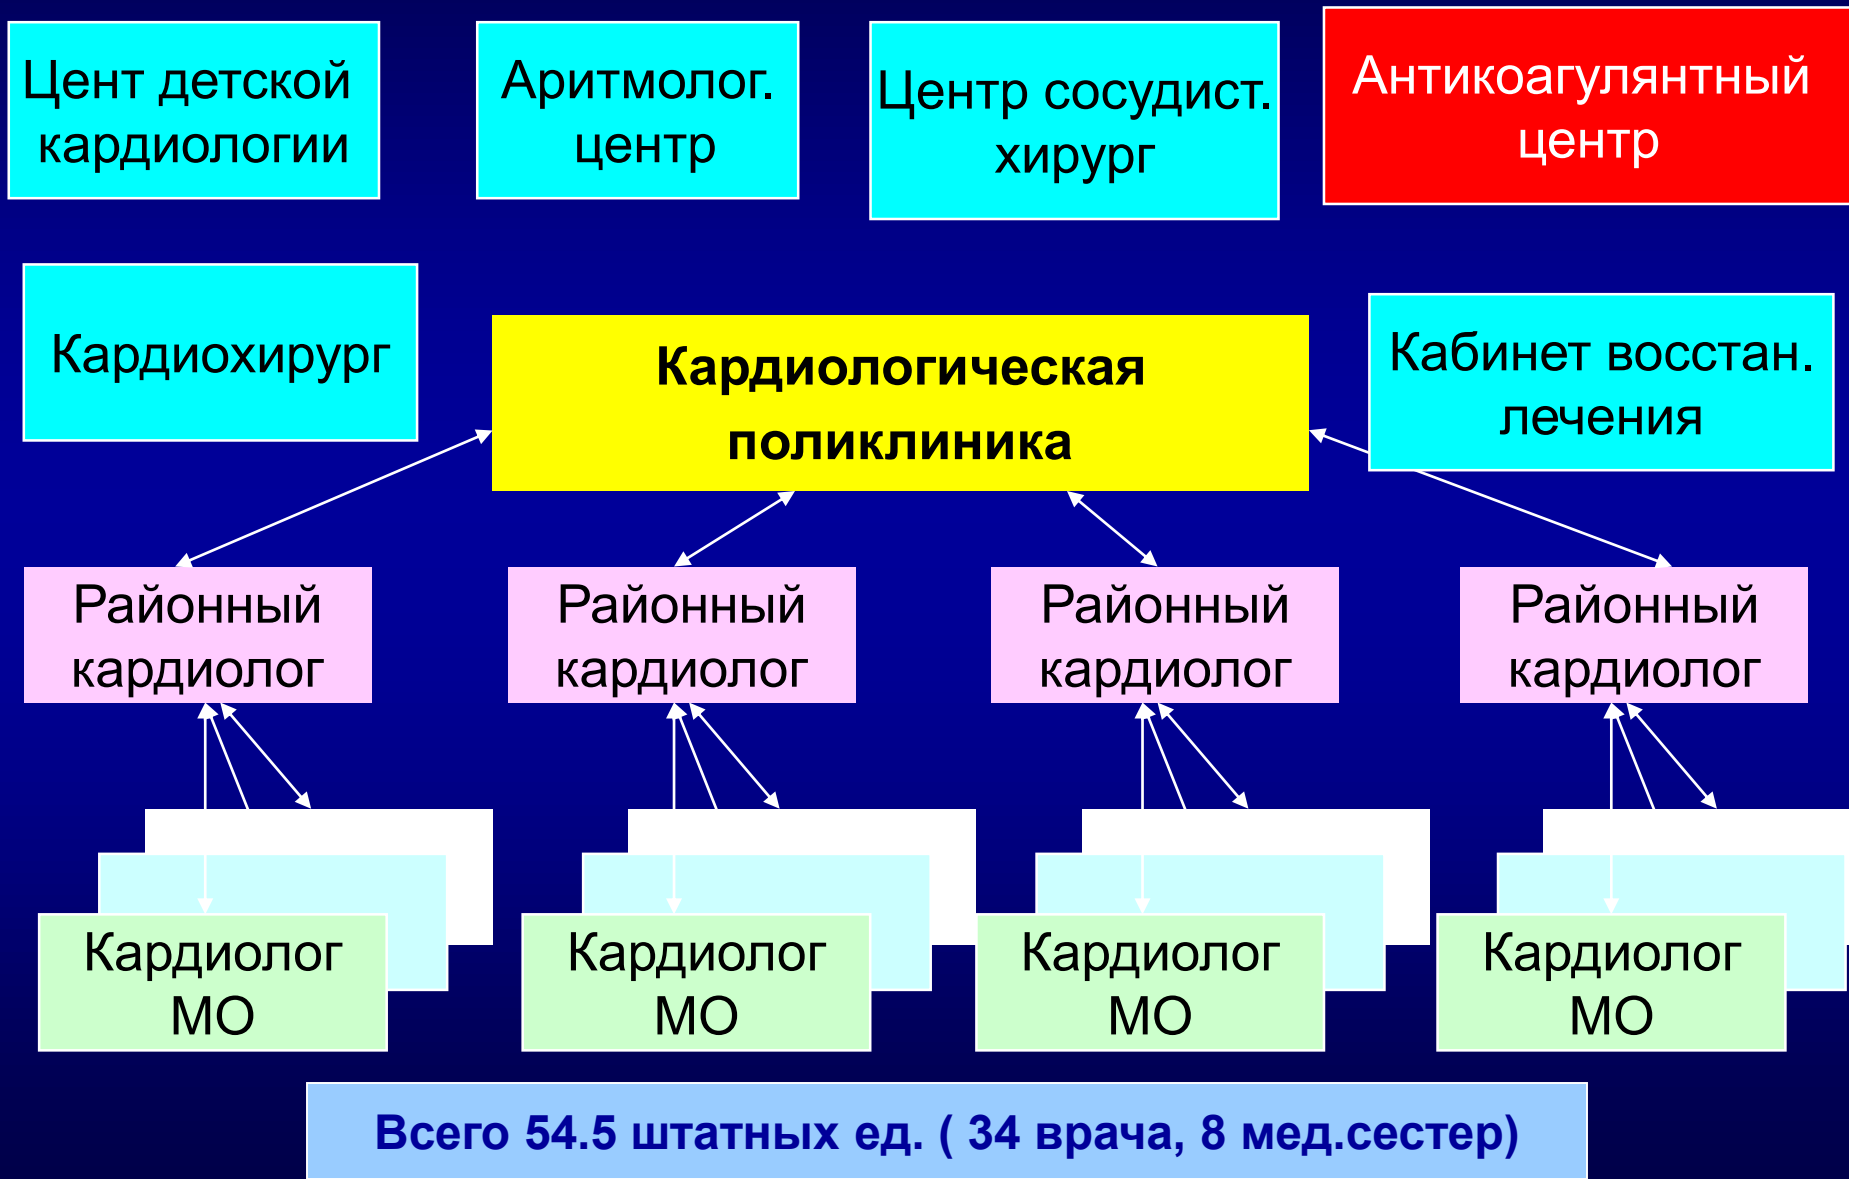 Цент детской
кардиологии
Аритмолог.
центр
Центр сосудист.
хирург
Антикоагулянтный
центр
Кардиохирург
Кардиологическая
поликлиника
Кабинет восстан.
лечения
Районный
кардиолог
Районный
кардиолог
Районный
кардиолог
Районный
кардиолог
Кардиолог
МО
Кардиолог
МО
Кардиолог
МО
Кардиолог
МО
Всего 54.5 штатных ед. ( 34 врача, 8 мед.сестер)